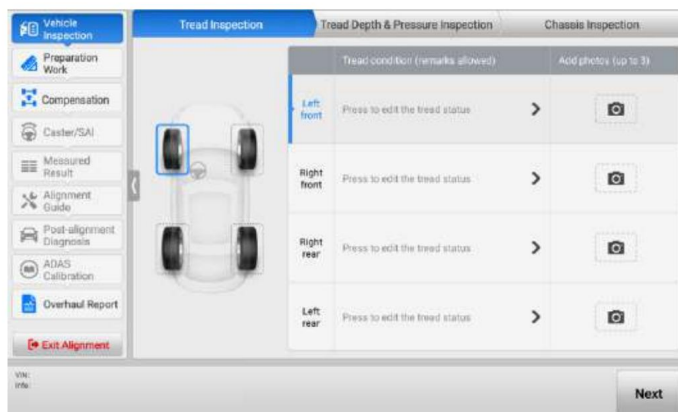 Vehicle
Inspection
Preparation
Work
Compensation
Caster/SAI
Measured
Result
Alignment
Guide
Post-alignment
Diagnosis
ADAS
Calibration
Overhaul Report
Exit Alignment
Tread Inspection
Tread Depth & Pressure Inspection
Chassis Inspection
Tread condition (remarks allowed)
Add photos (up to 3)
Left
front
Press to edit the tread status
Right
front
Press to edit the tread status
Right
rear
Press to edit the tread status
Left
rear
Press to edit the tread status
VIN:
Info:
Next